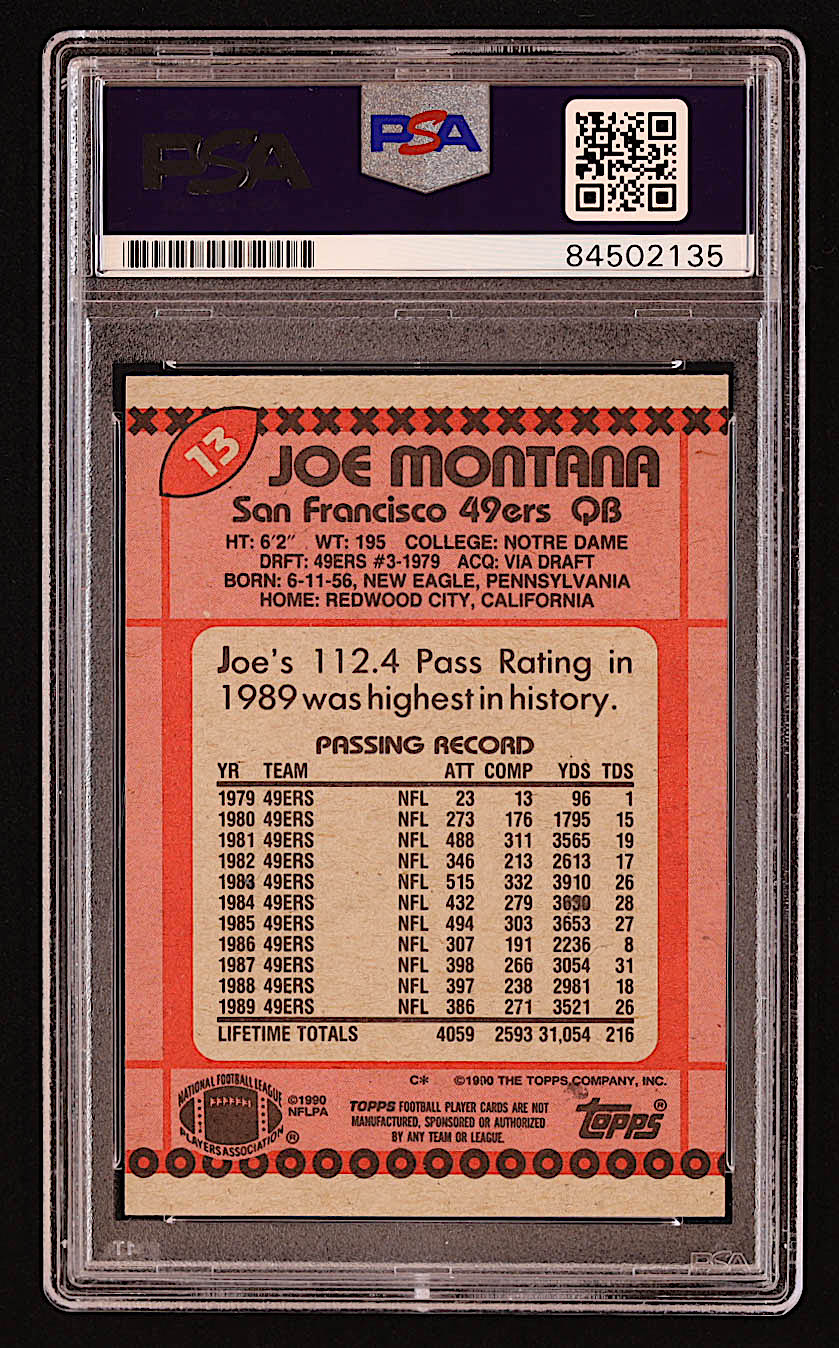 PSA
PSA
84502135
13
JOE MONTANA
San Francisco 49ers QB
HT: 6'2" WT: 195 COLLEGE: NOTRE DAME
DRFT: 49ERS #3-1979 ACQ: VIA DRAFT
BORN: 6-11-56, NEW EAGLE, PENNSYLVANIA
HOME: REDWOOD CITY, CALIFORNIA
Joe's 112.4 Pass Rating in
1989 was highest in history.
PASSING RECORD
YR TEAM ATT COMP YDS TDS
1979 49ERS NFL 23 13 96 1
1980 49ERS NFL 273 176 1795 15
1981 49ERS NFL 488 311 3565 19
1982 49ERS NFL 346 213 2613 17
1983 49ERS NFL 515 332 3910 26
1984 49ERS NFL 432 279 3630 28
1985 49ERS NFL 494 303 3653 27
1986 49ERS NFL 307 191 2236 8
1987 49ERS NFL 398 266 3054 31
1988 49ERS NFL 397 238 2981 18
1989 49ERS NFL 386 271 3521 26
LIFETIME TOTALS 4059 2593 31,054 216
C* ©1990 THE TOPPS COMPANY, INC.
NATIONAL FOOTBALL LEAGUE
PLAYERS ASSOCIATION ®
©1990
NFLPA
TOPPS FOOTBALL PLAYER CARDS ARE NOT
MANUFACTURED, SPONSORED OR AUTHORIZED
BY ANY TEAM OR LEAGUE.
Topps®
PSA